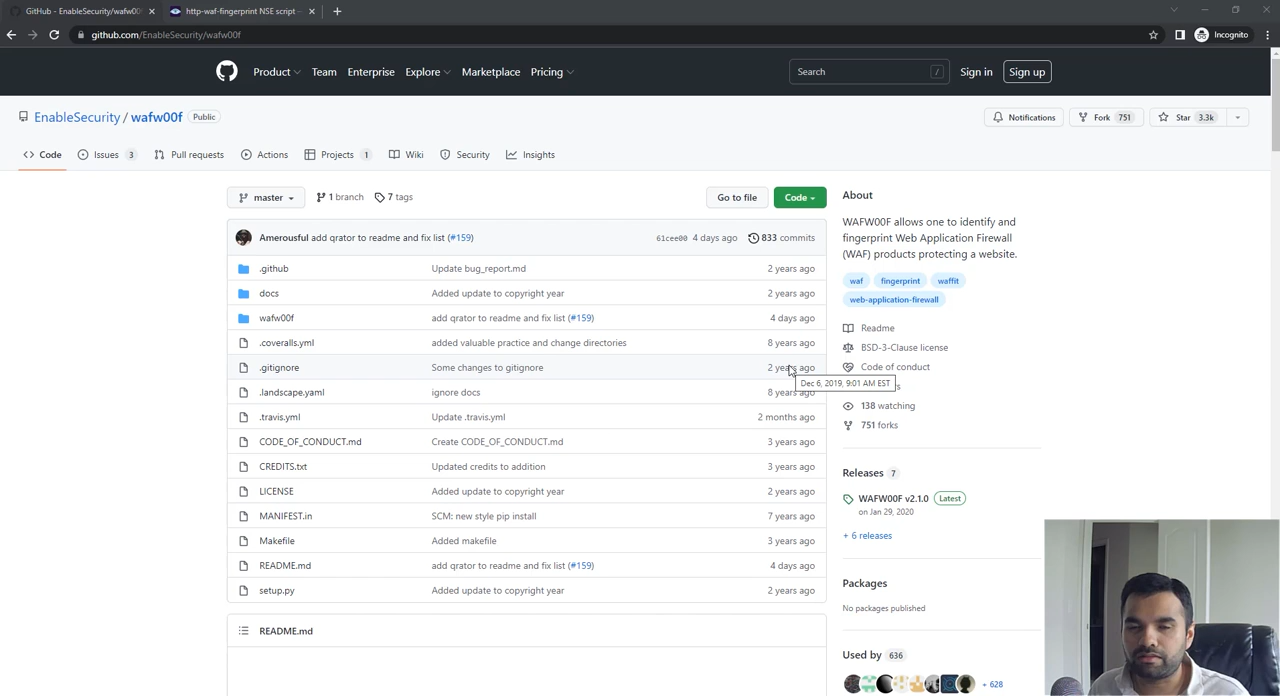 GitHub - EnableSecurity/wafw00f
http-waf-fingerprint NSE script –
github.com/EnableSecurity/wafw00f
Incognito
Product
Team
Enterprise
Explore
Marketplace
Pricing
Search
/
Sign in
Sign up
EnableSecurity / wafw00f
Public
Notifications
Fork 751
Star 3.3k
Code
Issues 3
Pull requests
Actions
Projects 1
Wiki
Security
Insights
master
1 branch
7 tags
Go to file
Code
Amerousful add qrator to readme and fix list (#159)
61cee00 4 days ago
833 commits
.github Update bug_report.md 2 years ago
docs Added update to copyright year 2 years ago
wafw00f add qrator to readme and fix list (#159) 4 days ago
.coveralls.yml added valuable practice and change directories 8 years ago
.gitignore Some changes to gitignore 2 years ago
Dec 6, 2019, 9:01 AM EST
.landscape.yaml ignore docs 8 years ago
.travis.yml Update .travis.yml 2 months ago
CODE_OF_CONDUCT.md Create CODE_OF_CONDUCT.md 3 years ago
CREDITS.txt Updated credits to addition 3 years ago
LICENSE Added update to copyright year 2 years ago
MANIFEST.in SCM: new style pip install 7 years ago
Makefile Added makefile 3 years ago
README.md add qrator to readme and fix list (#159) 4 days ago
setup.py Added update to copyright year 2 years ago
README.md
About
WAFW00F allows one to identify and
fingerprint Web Application Firewall
(WAF) products protecting a website.
waf fingerprint waffit
web-application-firewall
Readme
BSD-3-Clause license
Code of conduct
138 watching
751 forks
Releases 7
WAFW00F v2.1.0 Latest
on Jan 29, 2020
+ 6 releases
Packages
No packages published
Used by 636
+ 628